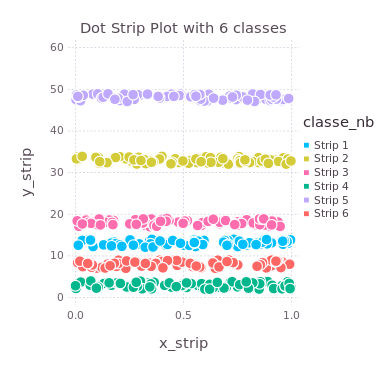 Dot Strip Plot with 6 classes
60
50
40
30
20
10
0
y_strip
0.0
0.5
1.0
x_strip
classe_nb
Strip 1
Strip 2
Strip 3
Strip 4
Strip 5
Strip 6